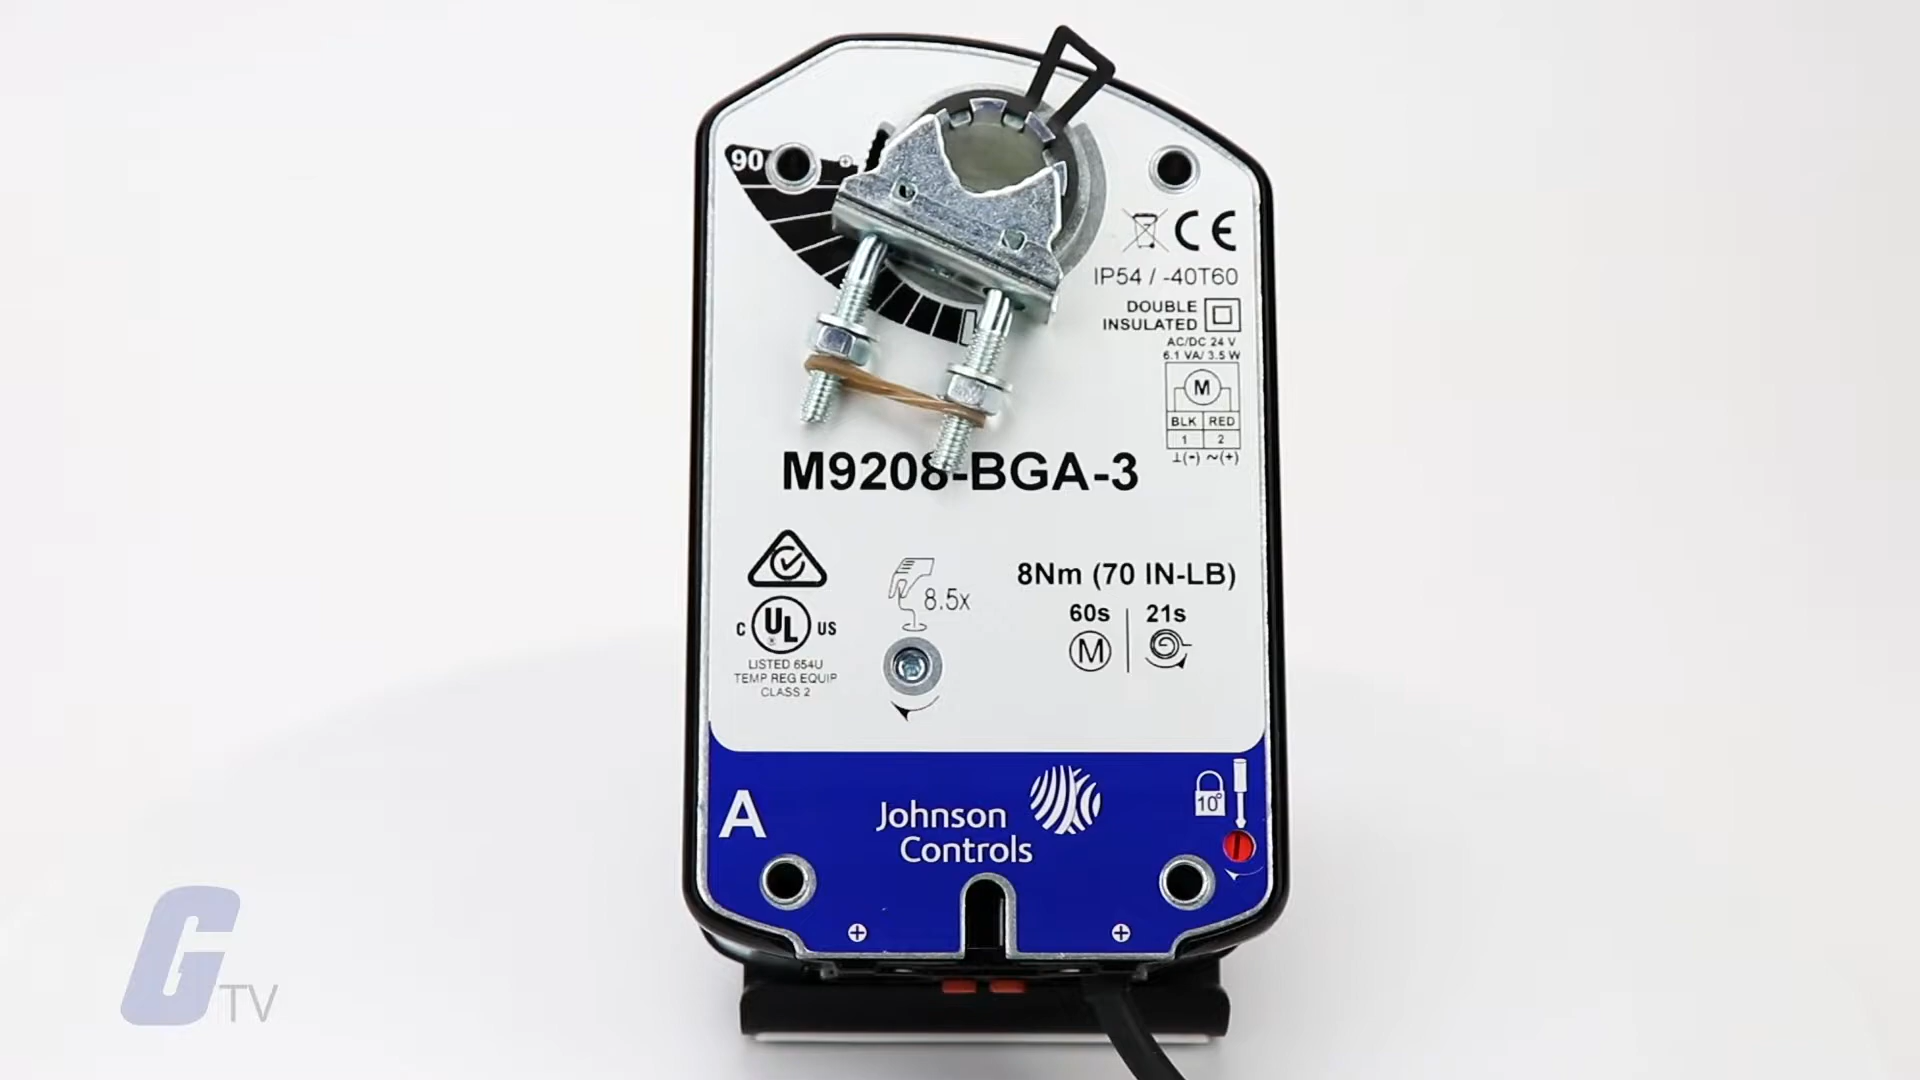 90
CE
IP54 / -40T60
DOUBLE
INSULATED
AC/DC 24 V
6.1 VA/ 3.5 W
M
BLK RED
1 2
⊥(-) ~(+)
M9208-BGA-3
8.5x
8Nm (70 IN-LB)
60s 21s
M
C UL US
LISTED 654U
TEMP REG EQUIP
CLASS 2
A
Johnson
Controls
10°
G TV